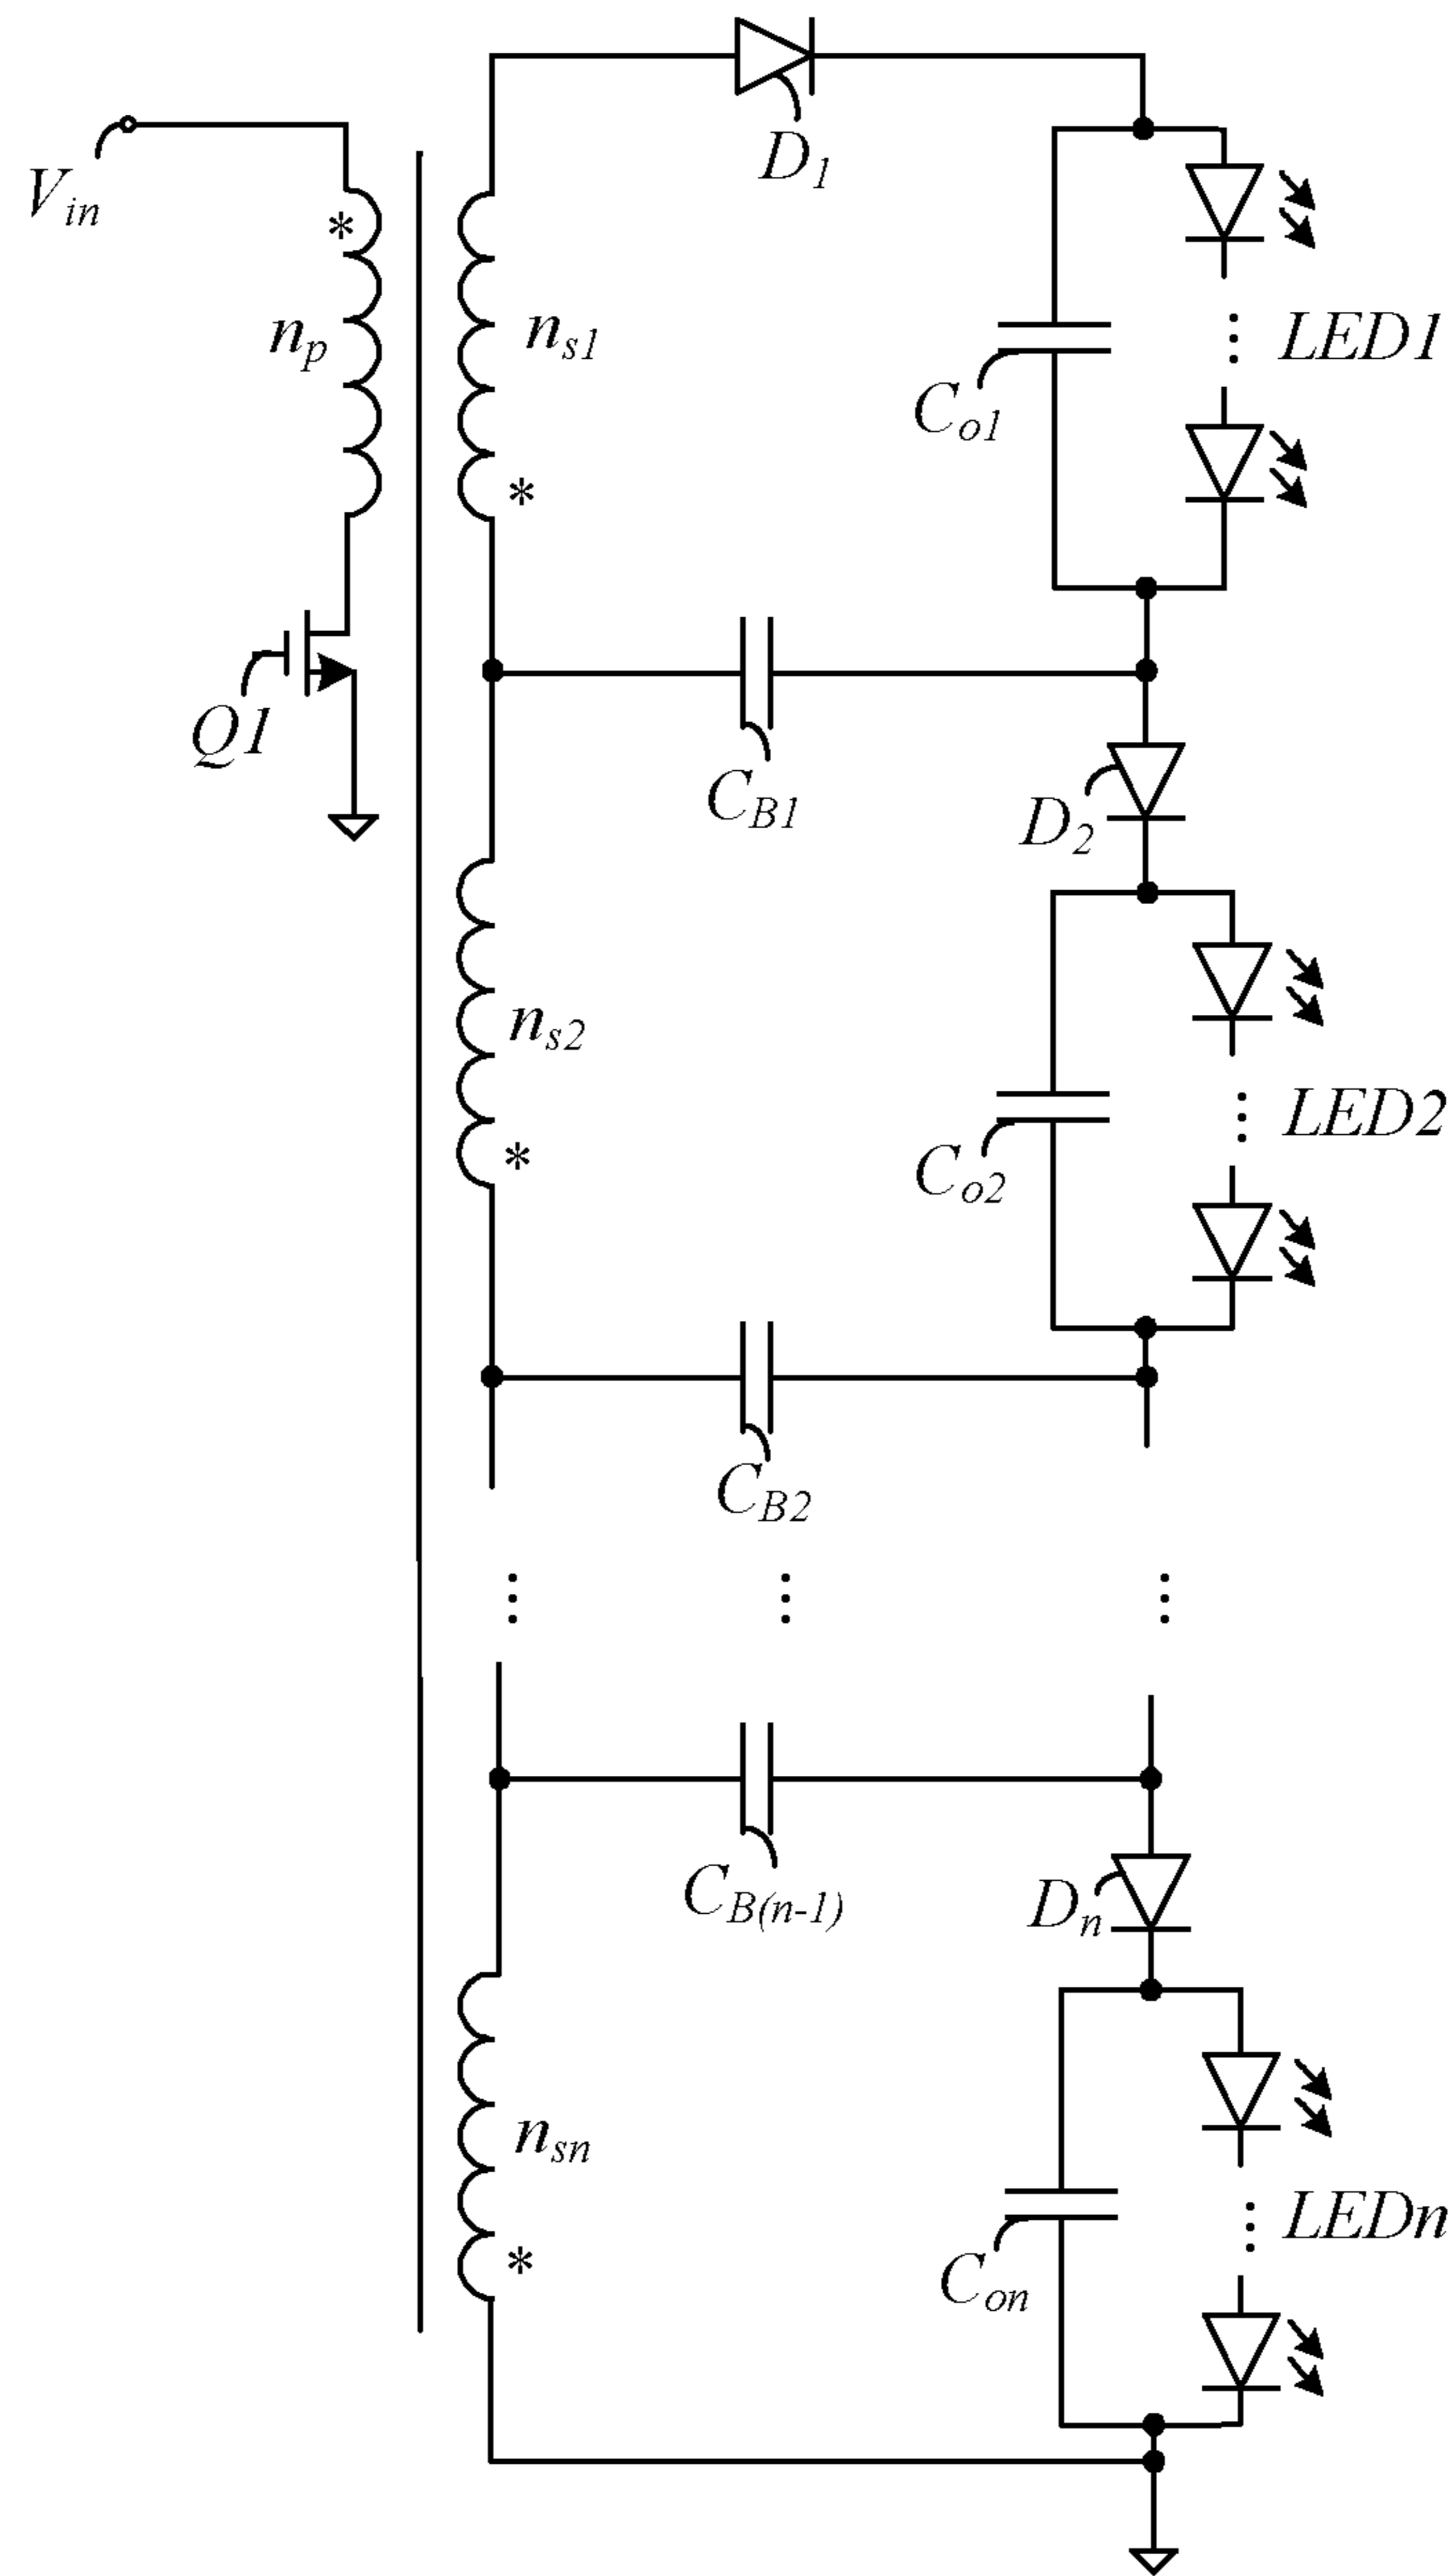 D1
Vin
*
np
ns1
LED1
Co1
*
Q1
CB1
D2
ns2
LED2
*
Co2
CB2
⋮ ⋮ ⋮
CB(n-1)
Dn
nsn
LEDn
*
Con